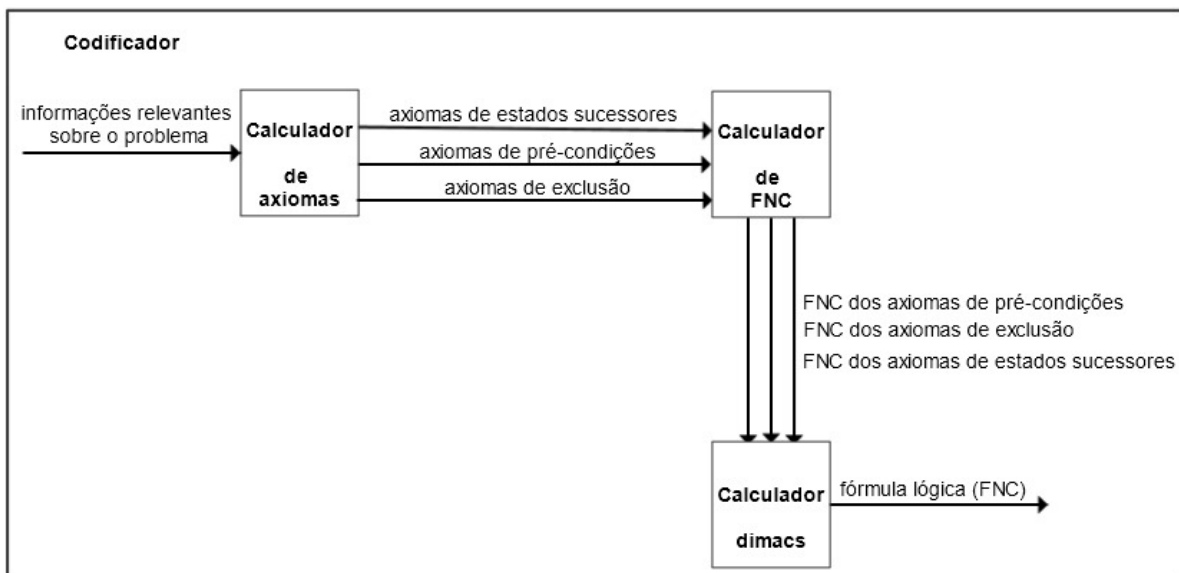 Codificador
informações relevantes
sobre o problema
Calculador
de
axiomas
axiomas de estados sucessores
axiomas de pré-condições
axiomas de exclusão
Calculador
de
FNC
FNC dos axiomas de pré-condições
FNC dos axiomas de exclusão
FNC dos axiomas de estados sucessores
Calculador
dimacs
fórmula lógica (FNC)